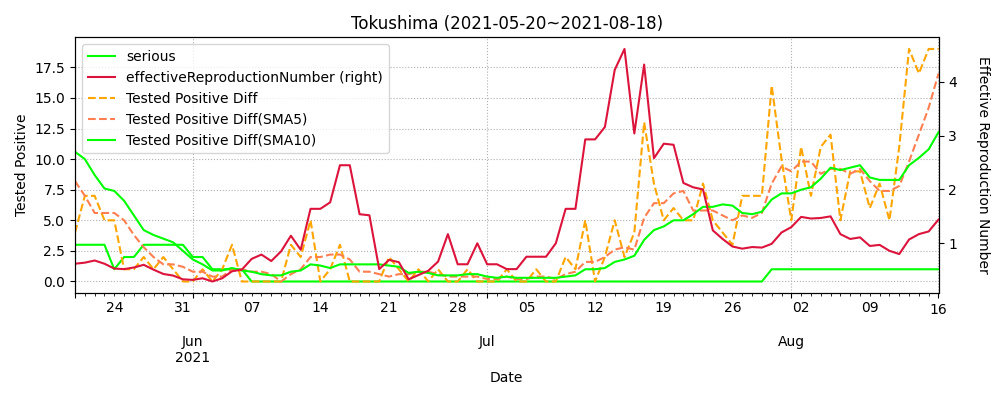 Tokushima (2021-05-20~2021-08-18)
serious
effectiveReproductionNumber (right)
Tested Positive Diff
Tested Positive Diff(SMA5)
Tested Positive Diff(SMA10)
Tested Positive
17.5
15.0
12.5
10.0
7.5
5.0
2.5
0.0
4
3
2
1
Effective Reproduction Number
24 31 07 14 21 28 05 12 19 26 02 09 16
Jun Jul Aug
2021
Date